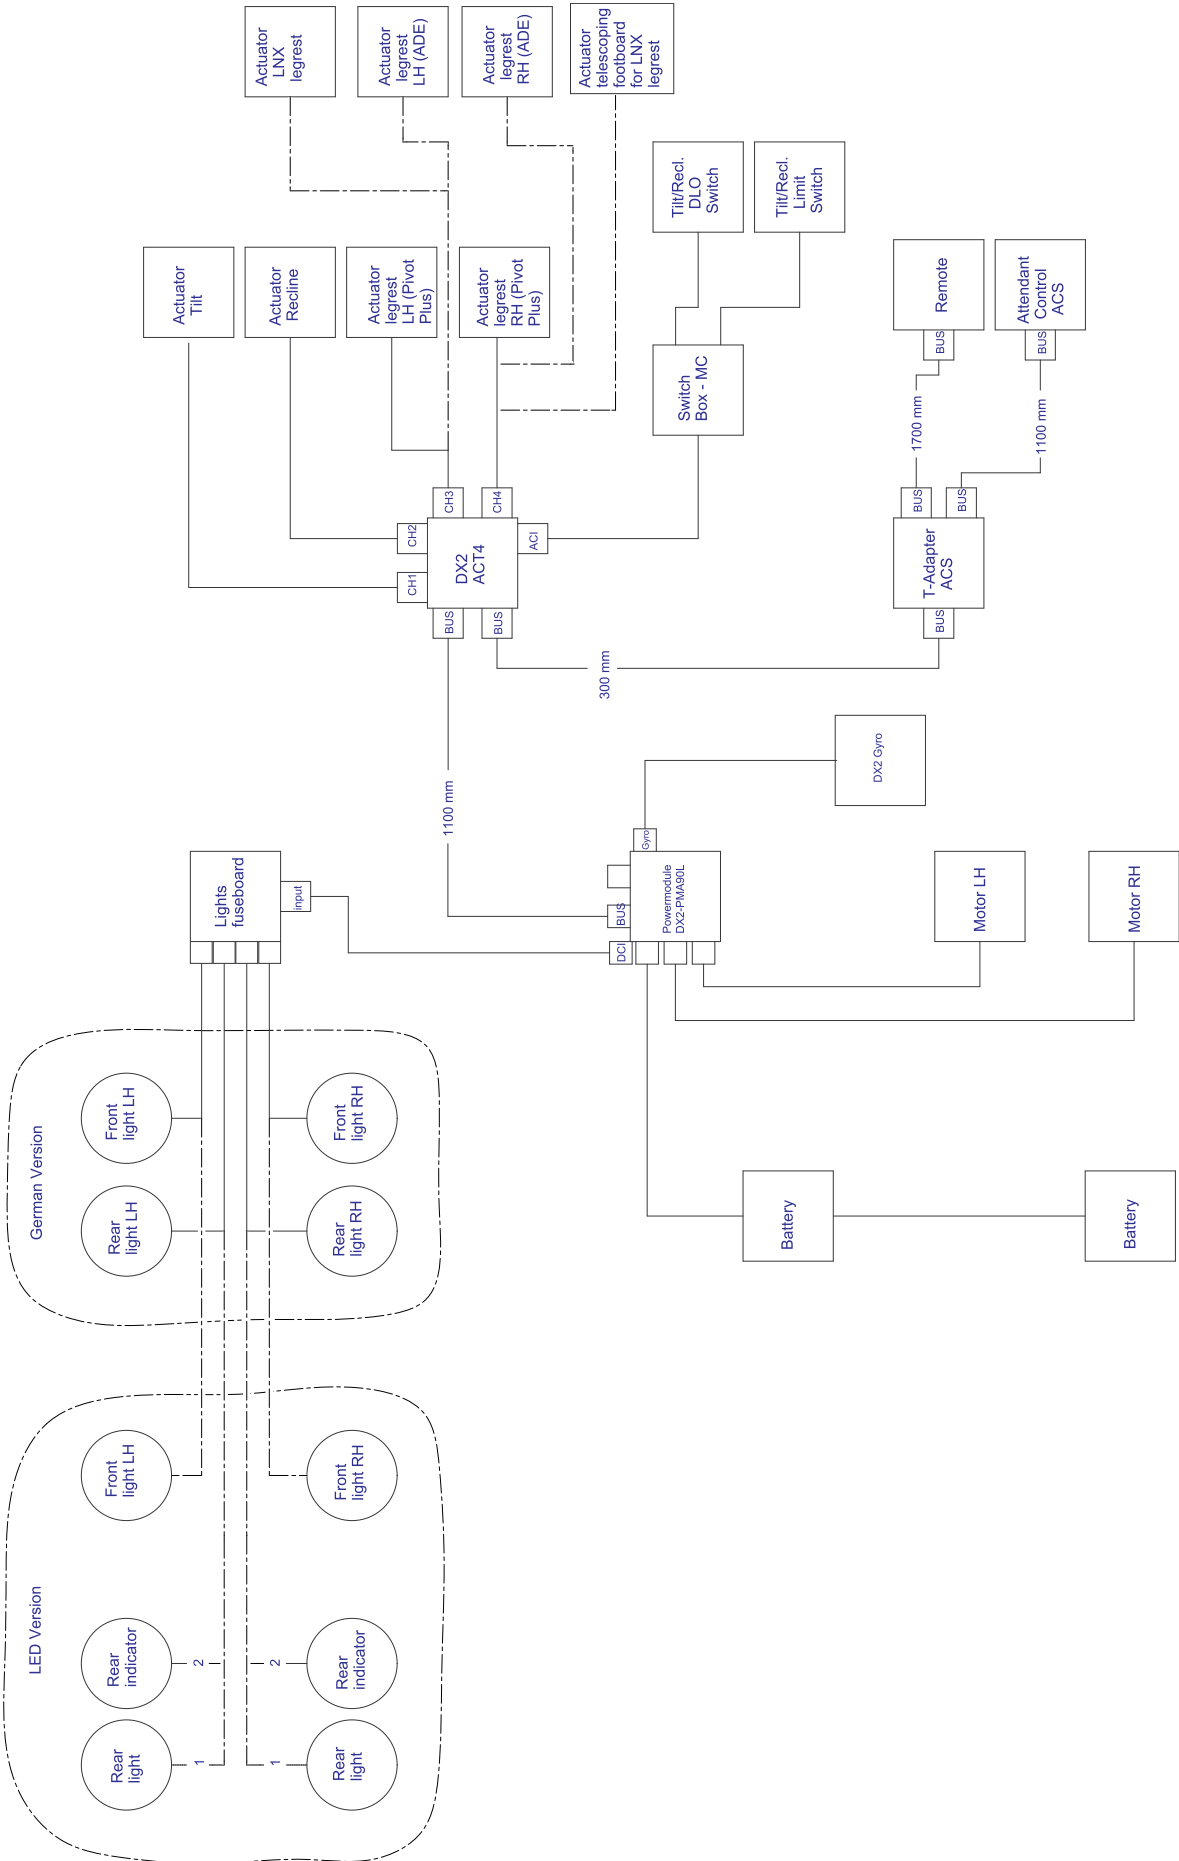 Actuator
LNX
legrest
Actuator
legrest
LH (ADE)
Actuator
legrest
RH (ADE)
Actuator
telescoping
footboard
for LNX
legrest
Actuator
Tilt
Actuator
Recline
Actuator
legrest
LH (Pivot
Plus)
Actuator
legrest
RH (Pivot
Plus)
Tilt/Recl.
DLO
Switch
Tilt/Recl.
Limit
Switch
Switch
Box - MC
Remote
BUS
Attendant
Control
ACS
BUS
1700 mm
1100 mm
CH1
CH2
CH3
CH4
ACI
DX2
ACT4
BUS
BUS
BUS
BUS
T-Adapter
ACS
BUS
300 mm
1100 mm
DX2 Gyro
Lights
fuseboard
input
Gyro
BUS
DCI
Powermodule
DX2-PMA90L
Motor LH
Motor RH
German Version
Front
light LH
Front
light RH
Rear
light LH
Rear
light RH
Battery
Battery
LED Version
Front
light LH
Front
light RH
Rear
indicator
2
2
Rear
indicator
Rear
light
1
1
Rear
light